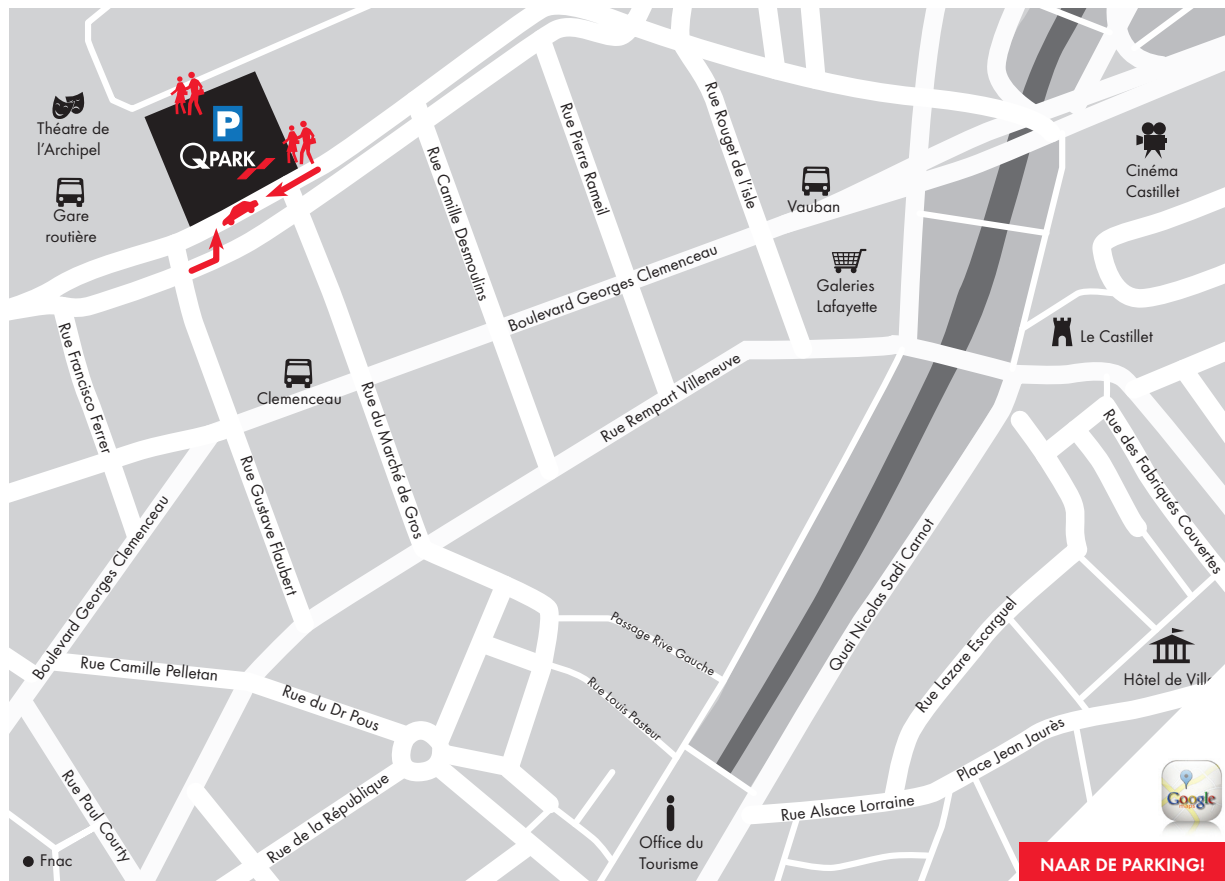 P
QPARK
Théatre de
l'Archipel
Gare
routière
Rue Camille Desmoulins
Rue Pierre Rameil
Rue Rouget de l'isle
Vauban
Cinéma
Castillet
Boulevard Georges Clemenceau
Galeries
Lafayette
Le Castillet
Rue Francisco Ferrer
Clemenceau
Rue du Marché de Gros
Rue Rempart Villeneuve
Rue des Fabriqués Couvertes
Rue Gustave Flaubert
Boulevard Georges Clemenceau
Quai Nicolas Sadi Carnot
Passage Rive Gauche
Rue Lazare Escarguel
Rue Camille Pelletan
Rue du Dr Pous
Rue Louis Pasteur
Hôtel de Ville
Place Jean Jaurès
Rue Paul Courty
Rue de la République
Rue Alsace Lorraine
Google
maps
Office du
Tourisme
Fnac
NAAR DE PARKING!